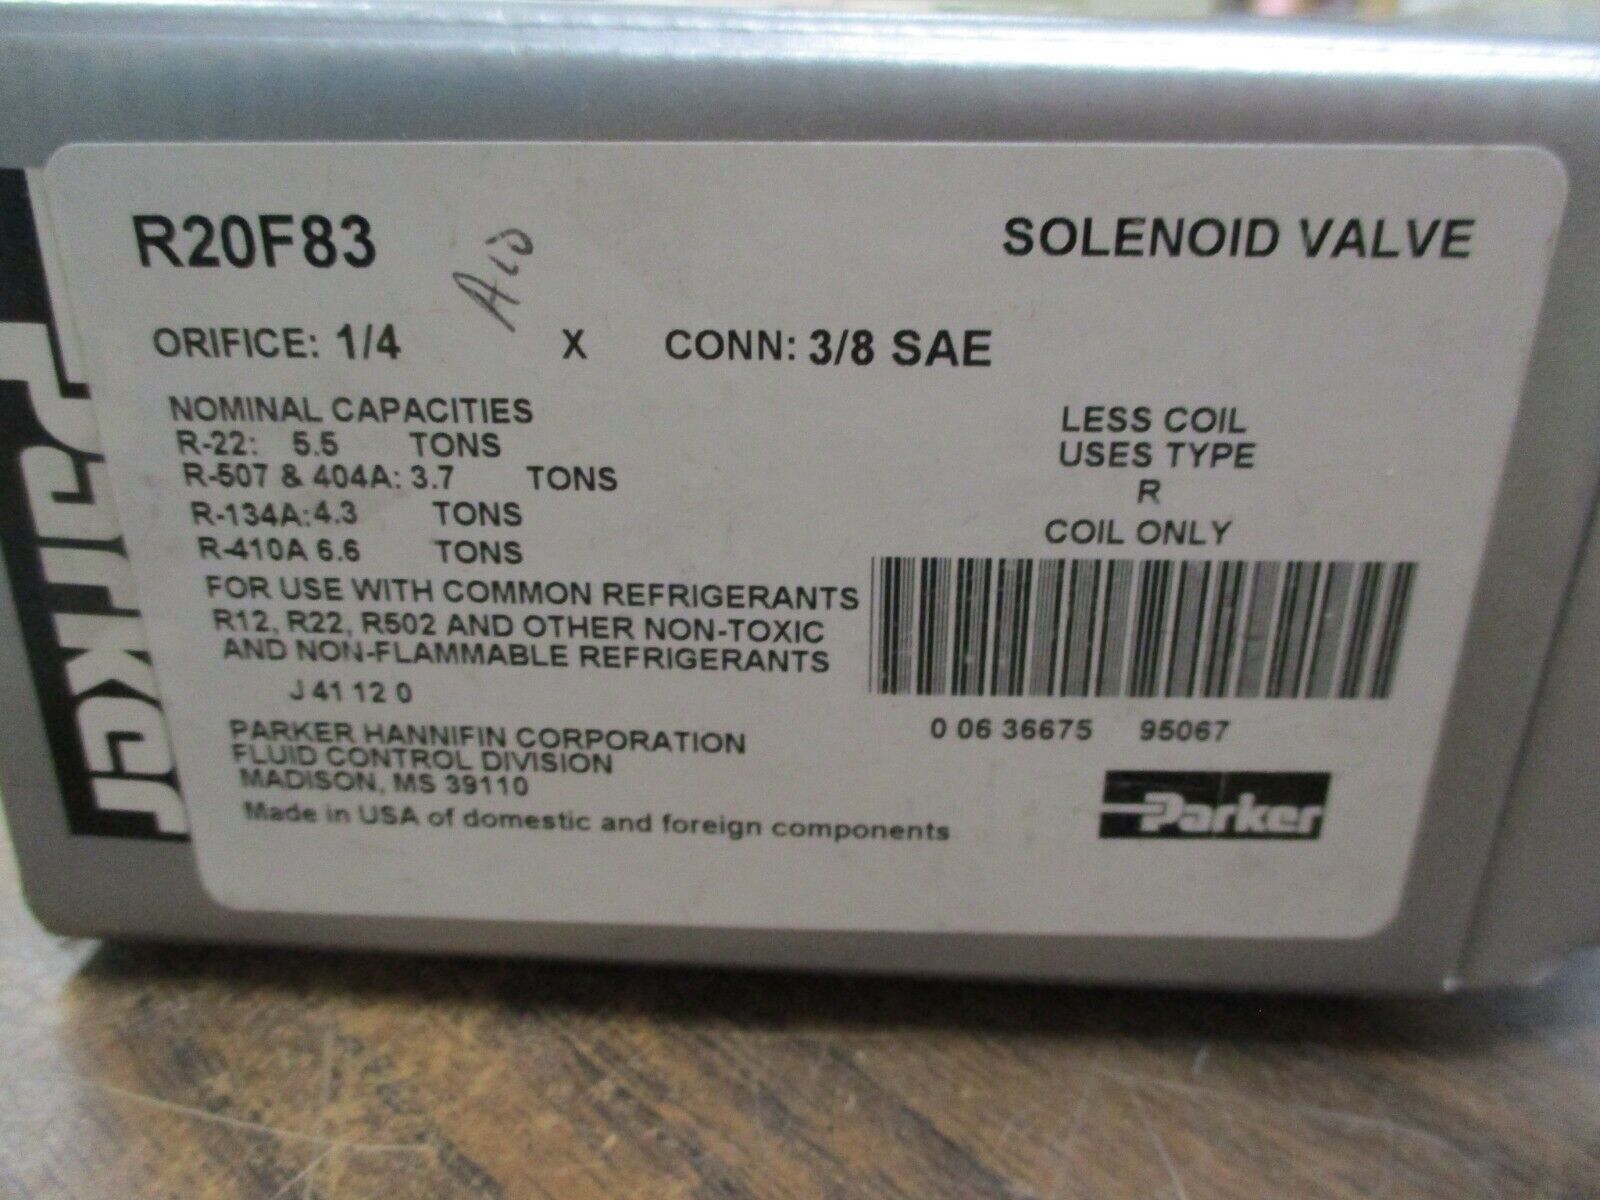 Parker
R20F83
SOLENOID VALVE
ORIFICE: 1/4 X CONN: 3/8 SAE
NOMINAL CAPACITIES
R-22: 5.5 TONS
R-507 & 404A: 3.7 TONS
R-134A:4.3 TONS
R-410A 6.6 TONS
FOR USE WITH COMMON REFRIGERANTS
R12, R22, R502 AND OTHER NON-TOXIC
AND NON-FLAMMABLE REFRIGERANTS
J 41 12 0
PARKER HANNIFIN CORPORATION
FLUID CONTROL DIVISION
MADISON, MS 39110
Made in USA of domestic and foreign components
LESS COIL
USES TYPE
R
COIL ONLY
0 06 36675 95067
Parker